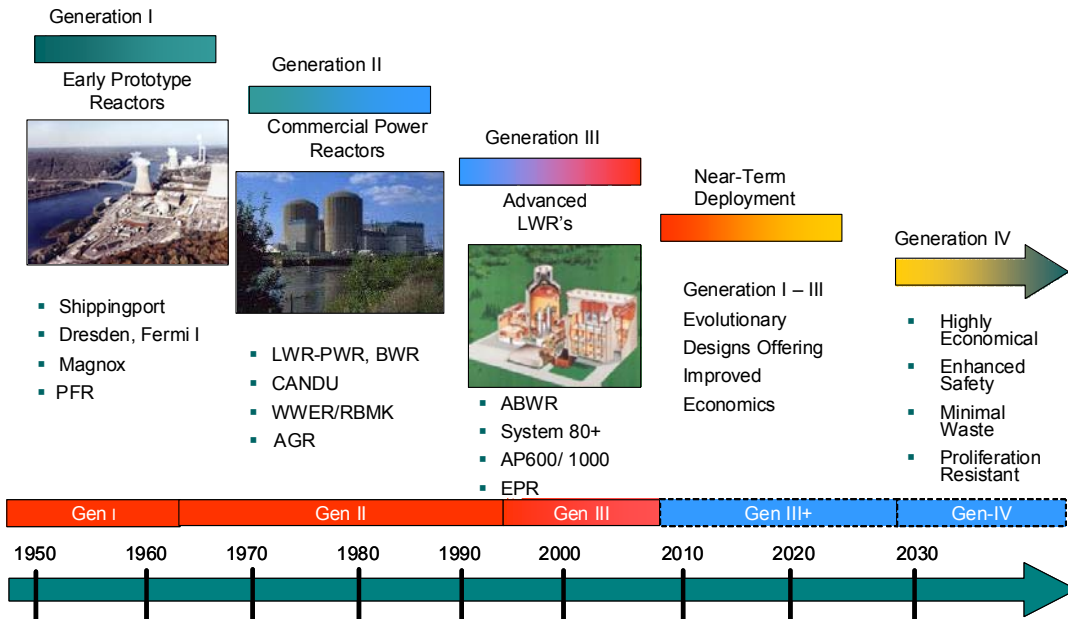 Generation I
Early Prototype
Reactors
Shippingport
Dresden, Fermi I
Magnox
PFR
Generation II
Commercial Power
Reactors
LWR-PWR, BWR
CANDU
WWER/RBMK
AGR
Generation III
Advanced
LWR's
ABWR
System 80+
AP600/ 1000
EPR
Near-Term
Deployment
Generation I – III
Evolutionary
Designs Offering
Improved
Economics
Generation IV
Highly
Economical
Enhanced
Safety
Minimal
Waste
Proliferation
Resistant
Gen I
Gen II
Gen III
Gen III+
Gen-IV
1950
1960
1970
1980
1990
2000
2010
2020
2030